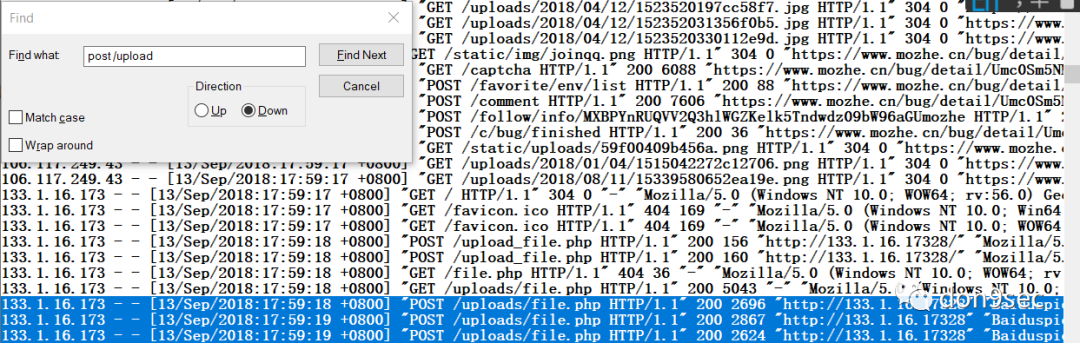 Find
Find what:
post/upload
Find Next
Cancel
Direction
Up
Down
Match case
Wrap around
"GET /uploads/2018/04/12/1523520197cc58f7.jpg HTTP/1.1" 304 0 "https://www.
"GET /uploads/2018/04/12/152352031356f0b5.jpg HTTP/1.1" 304 0 "https://www.
"GET /uploads/2018/04/12/1523520330112e9d.jpg HTTP/1.1" 304 0 "https://www.
"GET /static/img/joinqq.png HTTP/1.1" 304 0 "https://www.mozhe.cn/bug/detail/
"GET /captcha HTTP/1.1" 200 6088 "https://www.mozhe.cn/bug/detail/Umc0Sm5NN
"POST /favorite/env/list HTTP/1.1" 200 88 "https://www.mozhe.cn/bug/detail/
"POST /comment HTTP/1.1" 200 7606 "https://www.mozhe.cn/bug/detail/Umc0Sm5N
"POST /follow/info/MXBPYnRUQVV2Q3hlWGZKelk5Tndwdz09bW96aGUmozhe HTTP/1.1" 2
"POST /c/bug/finished HTTP/1.1" 200 36 "https://www.mozhe.cn/bug/detail/Umc
"GET /static/uploads/59f00409b456a.png HTTP/1.1" 304 0 "https://www.mozhe.c
106.117.249.43 - - [13/Sep/2018:17:59:17 +0800] "GET /uploads/2018/01/04/1515042272c12706.png HTTP/1.1" 304 0 "https://www.
106.117.249.43 - - [13/Sep/2018:17:59:17 +0800] "GET /uploads/2018/08/11/15339580652ea19e.png HTTP/1.1" 304 0 "https://www.
133.1.16.173 - - [13/Sep/2018:17:59:17 +0800] "GET / HTTP/1.1" 304 0 "-" "Mozilla/5.0 (Windows NT 10.0; WOW64; rv:56.0) Gec
133.1.16.173 - - [13/Sep/2018:17:59:17 +0800] "GET /favicon.ico HTTP/1.1" 404 169 "-" "Mozilla/5.0 (Windows NT 10.0; Win64
133.1.16.173 - - [13/Sep/2018:17:59:17 +0800] "GET /favicon.ico HTTP/1.1" 404 169 "-" "Mozilla/5.0 (Windows NT 10.0; WOW64
133.1.16.173 - - [13/Sep/2018:17:59:18 +0800] "POST /upload_file.php HTTP/1.1" 200 156 "http://133.1.16.17328/" "Mozilla/5.
133.1.16.173 - - [13/Sep/2018:17:59:18 +0800] "POST /upload_file.php HTTP/1.1" 200 160 "http://133.1.16.17328/" "Mozilla/5.
133.1.16.173 - - [13/Sep/2018:17:59:18 +0800] "GET /file.php HTTP/1.1" 404 36 "-" "Mozilla/5.0 (Windows NT 10.0; WOW64; rv
133.1.16.173 - - [13/Sep/2018:17:59:18 +0800] "GET /uploads/file.php HTTP/1.1" 200 5043 "-" "Mozilla/5.0 (Windows NT 10.0;
133.1.16.173 - - [13/Sep/2018:17:59:18 +0800] "POST /uploads/file.php HTTP/1.1" 200 2696 "http://133.1.16.17328" "Baiduspid
133.1.16.173 - - [13/Sep/2018:17:59:19 +0800] "POST /uploads/file.php HTTP/1.1" 200 2867 "http://133.1.16.17328" "Baiduspi
133.1.16.173 - - [13/Sep/2018:17:59:19 +0800] "POST /uploads/file.php HTTP/1.1" 200 2624 "http://133.1.16.17328" "Baiduspi
dongsec